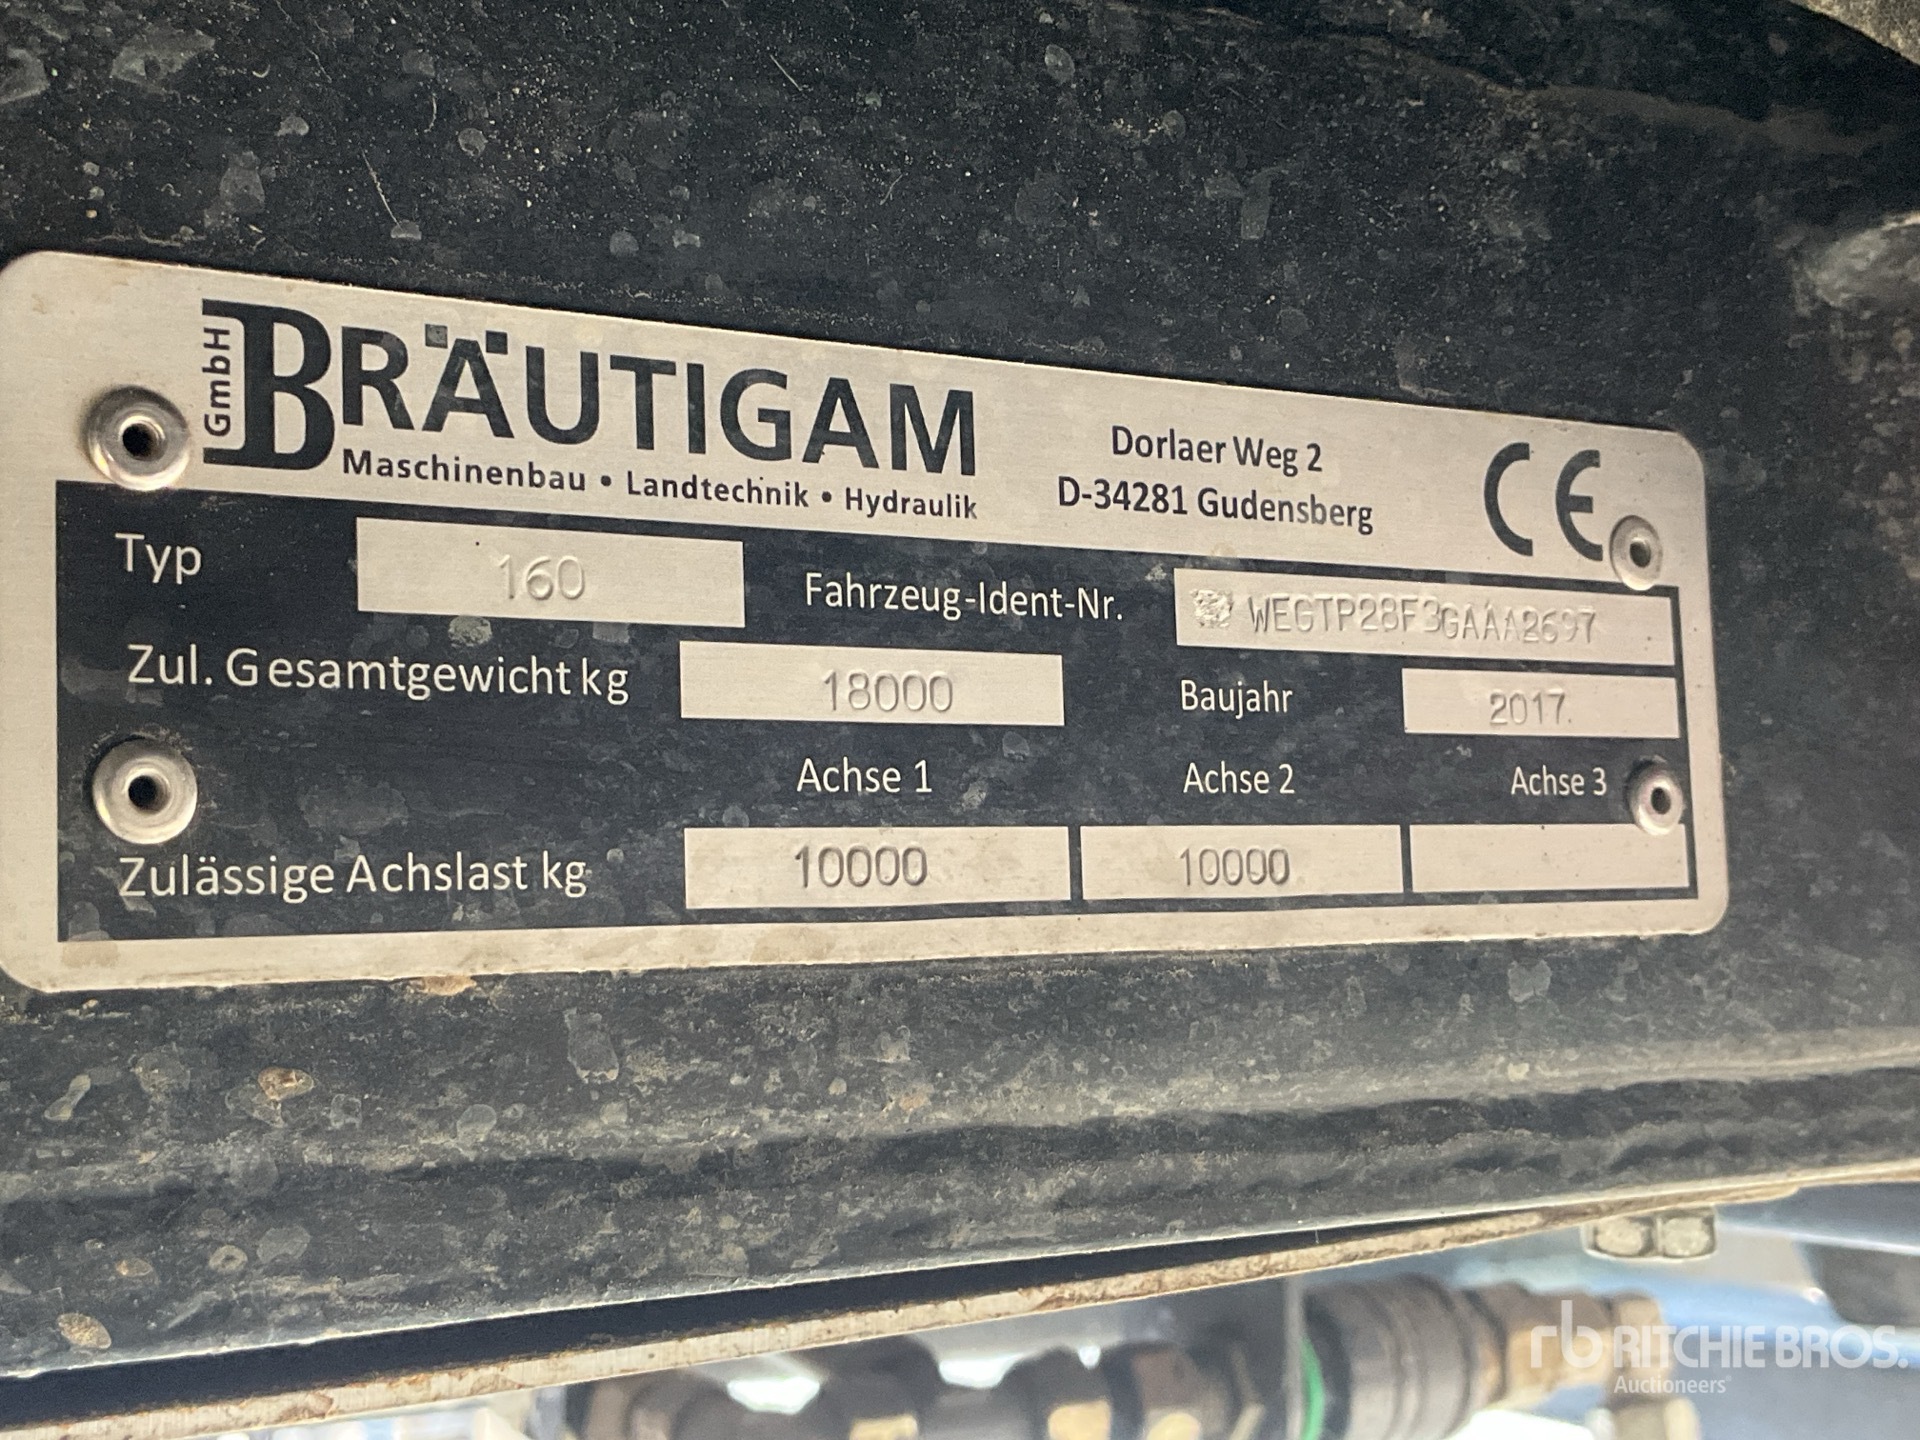 BRÄUTIGAM GmbH
Maschinenbau • Landtechnik • Hydraulik
Dorlaer Weg 2
D-34281 Gudensberg
CE
Typ 160
Fahrzeug-Ident-Nr. WEGTP28F3GAAA2697
Zul. Gesamtgewicht kg 18000
Baujahr 2017.
Achse 1 Achse 2 Achse 3
Zulässige Achslast kg 10000 10000
rb RITCHIE BROS.
Auctioneers